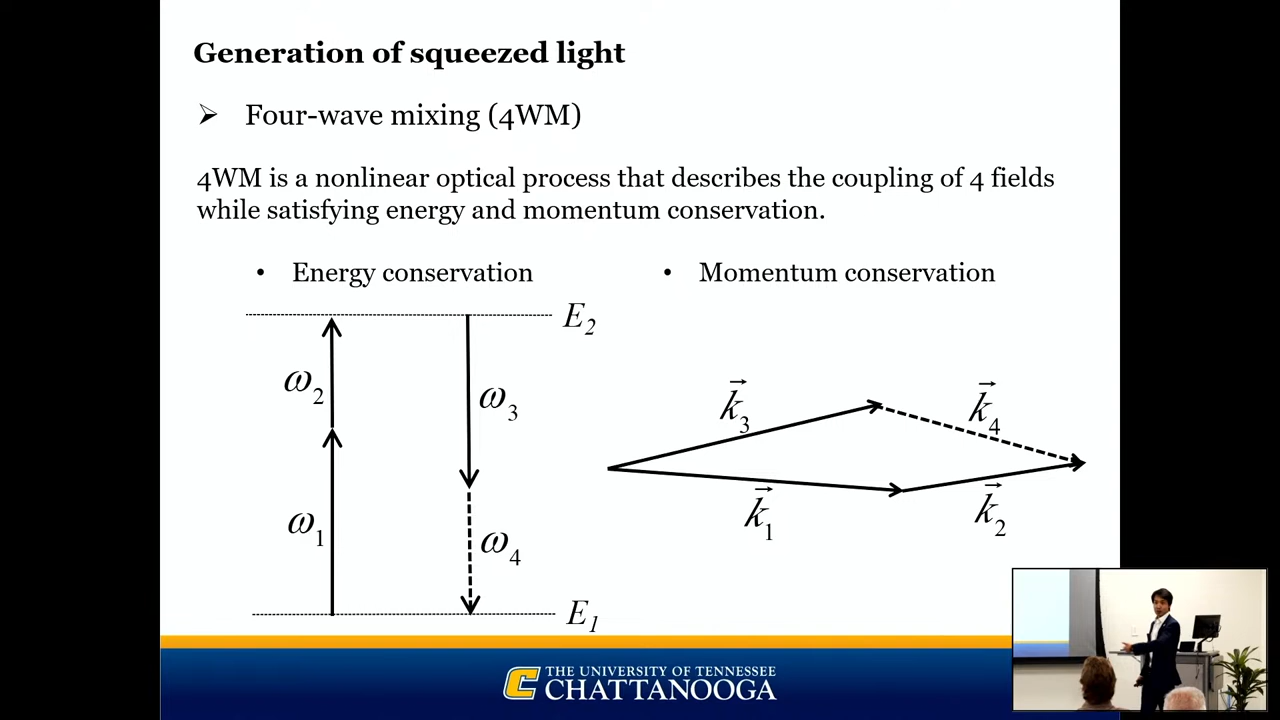 Generation of squeezed light
➢ Four-wave mixing (4WM)
4WM is a nonlinear optical process that describes the coupling of 4 fields
while satisfying energy and momentum conservation.
• Energy conservation
• Momentum conservation
E₂
ω₂
ω₃
ω₁
ω₄
E₁
k⃗₃
k⃗₄
k⃗₁
k⃗₂
THE UNIVERSITY OF TENNESSEE
CHATTANOOGA